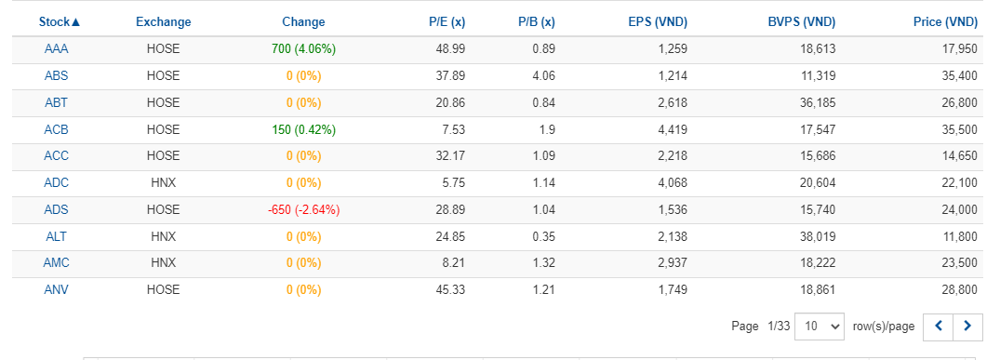 Stock▲ Exchange Change P/E (x) P/B (x) EPS (VND) BVPS (VND) Price (VND)
AAA HOSE 700 (4.06%) 48.99 0.89 1,259 18,613 17,950
ABS HOSE 0 (0%) 37.89 4.06 1,214 11,319 35,400
ABT HOSE 0 (0%) 20.86 0.84 2,618 36,185 26,800
ACB HOSE 150 (0.42%) 7.53 1.9 4,419 17,547 35,500
ACC HOSE 0 (0%) 32.17 1.09 2,218 15,686 14,650
ADC HNX 0 (0%) 5.75 1.14 4,068 20,604 22,100
ADS HOSE -650 (-2.64%) 28.89 1.04 1,536 15,740 24,000
ALT HNX 0 (0%) 24.85 0.35 2,138 38,019 11,800
AMC HNX 0 (0%) 8.21 1.32 2,937 18,222 23,500
ANV HOSE 0 (0%) 45.33 1.21 1,749 18,861 28,800
Page 1/33 10 row(s)/page